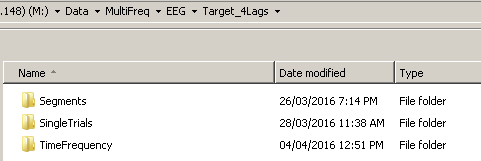 .148) (M:) ▾ Data ▾ MultiFreq ▾ EEG ▾ Target_4Lags ▾
Name Date modified Type
Segments 26/03/2016 7:14 PM File folder
SingleTrials 28/03/2016 11:38 AM File folder
TimeFrequency 04/04/2016 12:51 PM File folder